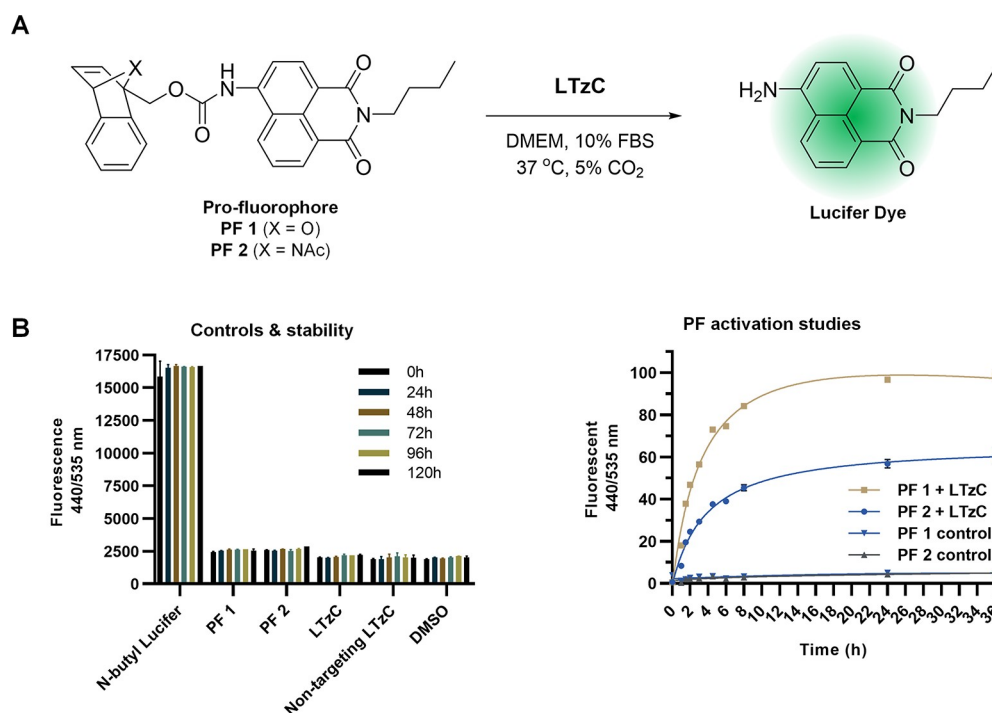 A
X
O
H
N
O
O
N
O
Pro-fluorophore
PF 1 (X = O)
PF 2 (X = NAc)
LTzC
DMEM, 10% FBS
37 °C, 5% CO2
H2N
O
N
O
Lucifer Dye
B
Controls & stability
Fluorescence
440/535 nm
17500
15000
12500
10000
7500
5000
2500
0
0h
24h
48h
72h
96h
120h
N-butyl Lucifer
PF 1
PF 2
LTzC
Non-targeting LTzC
DMSO
PF activation studies
Fluorescent
440/535 nm
100
80
60
40
20
0
PF 1 + LTzC
PF 2 + LTzC
PF 1 control
PF 2 control
0 2 4 6 8 10 12 14 16 18 20 22 24 26 28 30 32 34 36
Time (h)